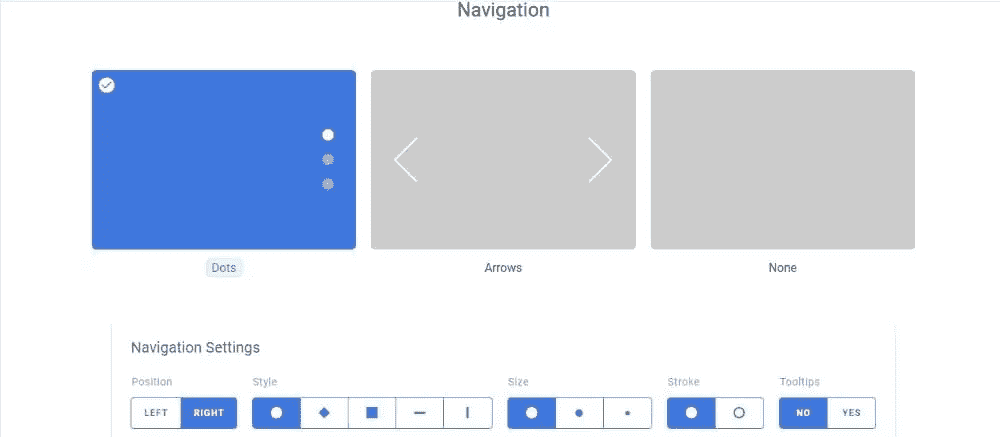 Navigation
Dots Arrows None
Navigation Settings
Position Style Size Stroke Tooltips
LEFT RIGHT NO YES